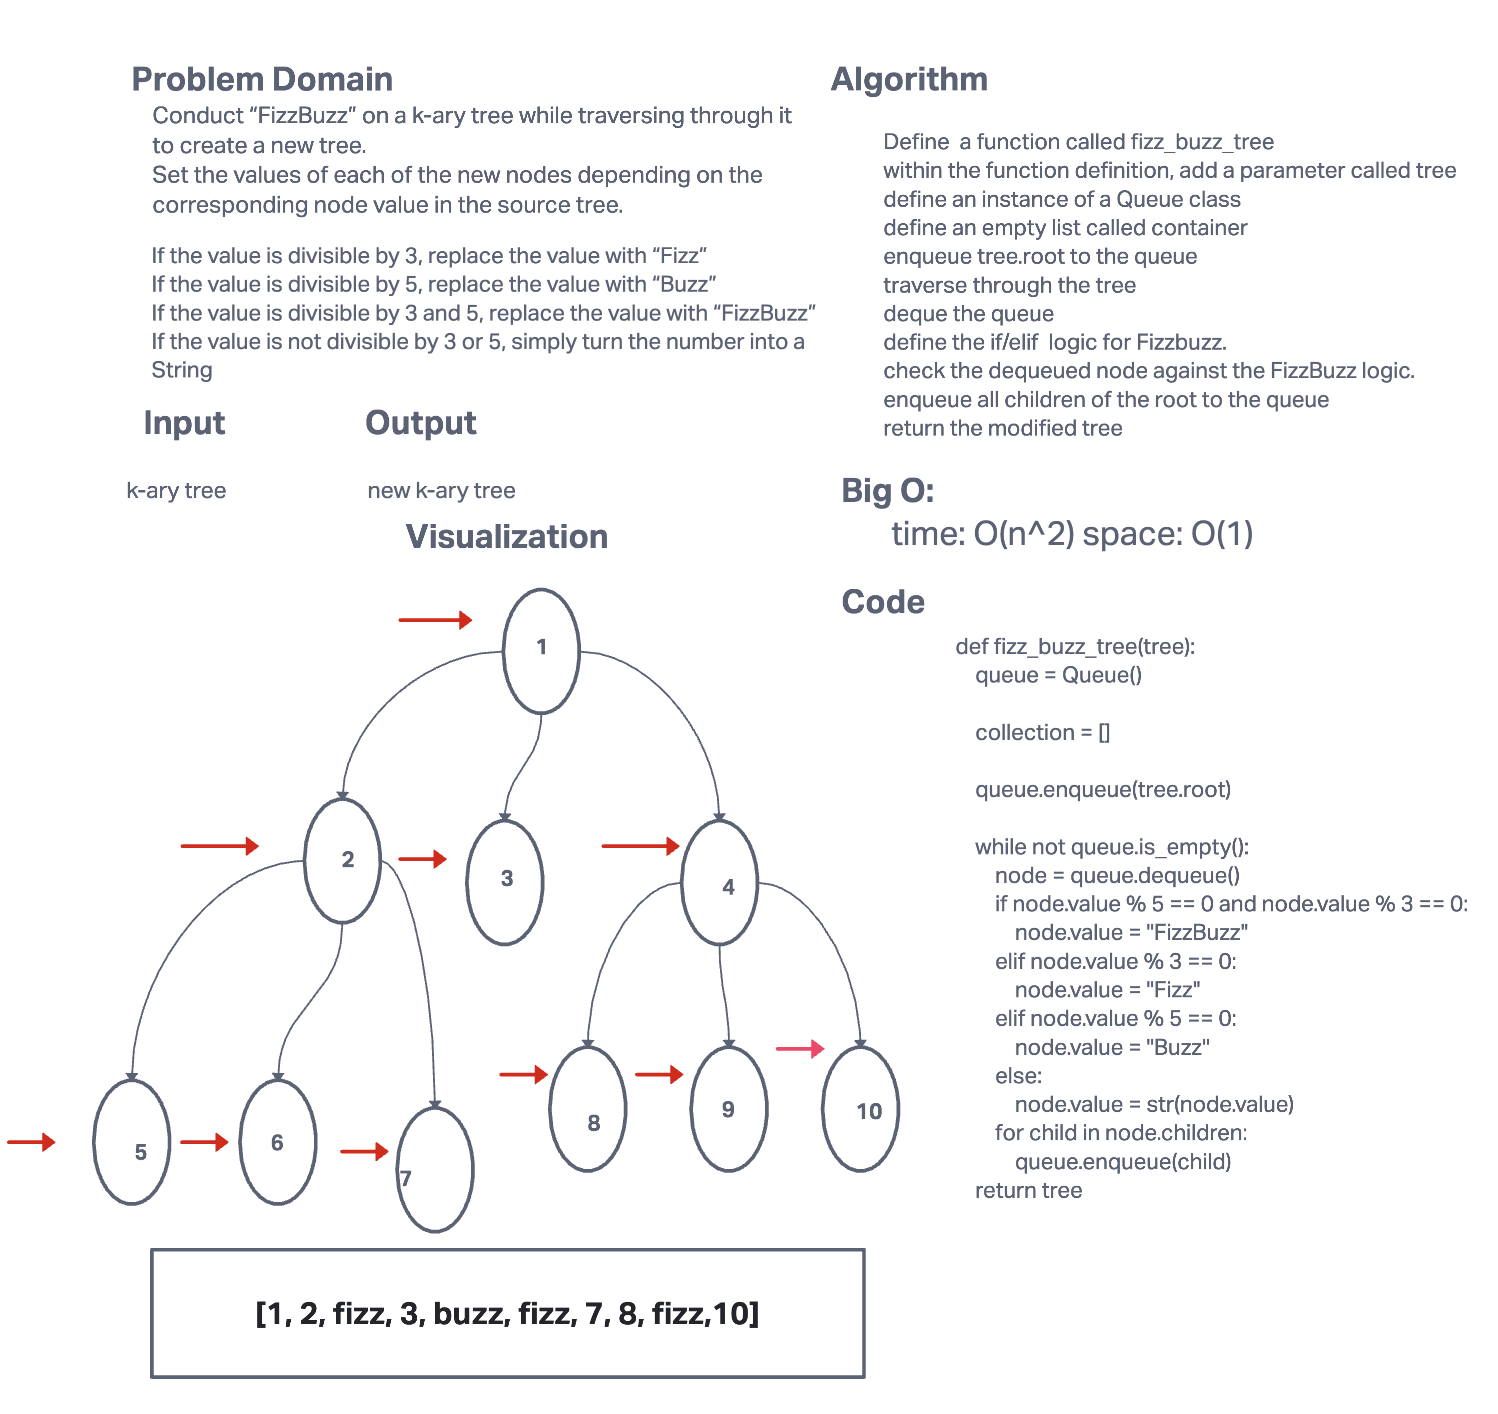 Problem Domain
Conduct “FizzBuzz” on a k-ary tree while traversing through it
to create a new tree.
Set the values of each of the new nodes depending on the
corresponding node value in the source tree.
If the value is divisible by 3, replace the value with “Fizz”
If the value is divisible by 5, replace the value with “Buzz”
If the value is divisible by 3 and 5, replace the value with “FizzBuzz”
If the value is not divisible by 3 or 5, simply turn the number into a
String
Input
Output
k-ary tree
new k-ary tree
Visualization
1
2
3
4
5
6
7
8
9
10
[1, 2, fizz, 3, buzz, fizz, 7, 8, fizz,10]
Algorithm
Define  a function called fizz_buzz_tree
within the function definition, add a parameter called tree
define an instance of a Queue class
define an empty list called container
enqueue tree.root to the queue
traverse through the tree
deque the queue
define the if/elif  logic for Fizzbuzz.
check the dequeued node against the FizzBuzz logic.
enqueue all children of the root to the queue
return the modified tree
Big O:
time: O(n^2) space: O(1)
Code
def fizz_buzz_tree(tree):
queue = Queue()
collection = []
queue.enqueue(tree.root)
while not queue.is_empty():
node = queue.dequeue()
if node.value % 5 == 0 and node.value % 3 == 0:
node.value = "FizzBuzz"
elif node.value % 3 == 0:
node.value = "Fizz"
elif node.value % 5 == 0:
node.value = "Buzz"
else:
node.value = str(node.value)
for child in node.children:
queue.enqueue(child)
return tree